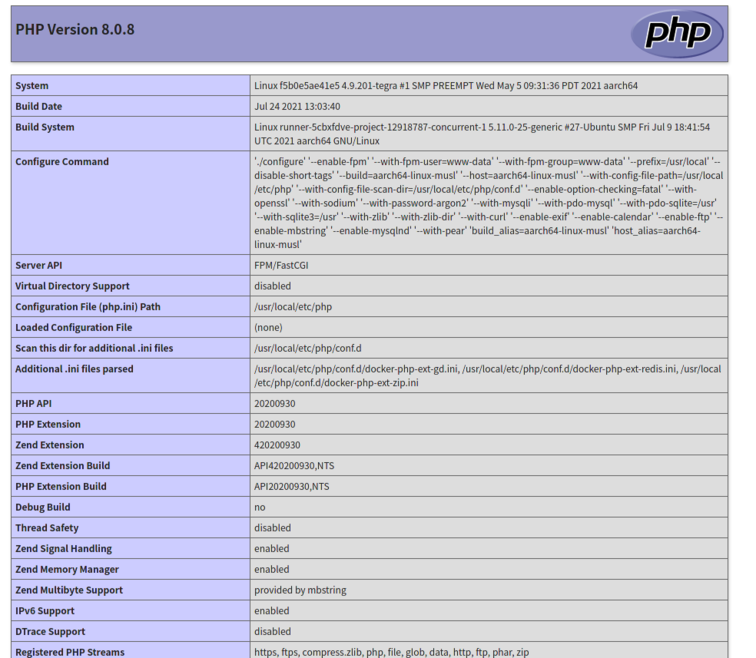 PHP Version 8.0.8
php
System Linux f5b0e5ae41e5 4.9.201-tegra #1 SMP PREEMPT Wed May 5 09:31:36 PDT 2021 aarch64
Build Date Jul 24 2021 13:03:40
Build System Linux runner-5cbxfdve-project-12918787-concurrent-1 5.11.0-25-generic #27-Ubuntu SMP Fri Jul 9 18:41:54
UTC 2021 aarch64 GNU/Linux
Configure Command './configure' '--enable-fpm' '--with-fpm-user=www-data' '--with-fpm-group=www-data' '--prefix=/usr/local' '--
disable-short-tags' '--build=aarch64-linux-musl' '--host=aarch64-linux-musl' '--with-config-file-path=/usr/local
/etc/php' '--with-config-file-scan-dir=/usr/local/etc/php/conf.d' '--enable-option-checking=fatal' '--with-
openssl' '--with-sodium' '--with-password-argon2' '--with-mysqli' '--with-pdo-mysql' '--with-pdo-sqlite=/usr'
'--with-sqlite3=/usr' '--with-zlib' '--with-zlib-dir' '--with-curl' '--enable-exif' '--enable-calendar' '--enable-ftp' '--
enable-mbstring' '--enable-mysqlnd' '--with-pear' 'build_alias=aarch64-linux-musl' 'host_alias=aarch64-
linux-musl'
Server API FPM/FastCGI
Virtual Directory Support disabled
Configuration File (php.ini) Path /usr/local/etc/php
Loaded Configuration File (none)
Scan this dir for additional .ini files /usr/local/etc/php/conf.d
Additional .ini files parsed /usr/local/etc/php/conf.d/docker-php-ext-gd.ini, /usr/local/etc/php/conf.d/docker-php-ext-redis.ini, /usr/local
/etc/php/conf.d/docker-php-ext-zip.ini
PHP API 20200930
PHP Extension 20200930
Zend Extension 420200930
Zend Extension Build API420200930,NTS
PHP Extension Build API20200930,NTS
Debug Build no
Thread Safety disabled
Zend Signal Handling enabled
Zend Memory Manager enabled
Zend Multibyte Support provided by mbstring
IPv6 Support enabled
DTrace Support disabled
Registered PHP Streams https, ftps, compress.zlib, php, file, glob, data, http, ftp, phar, zip